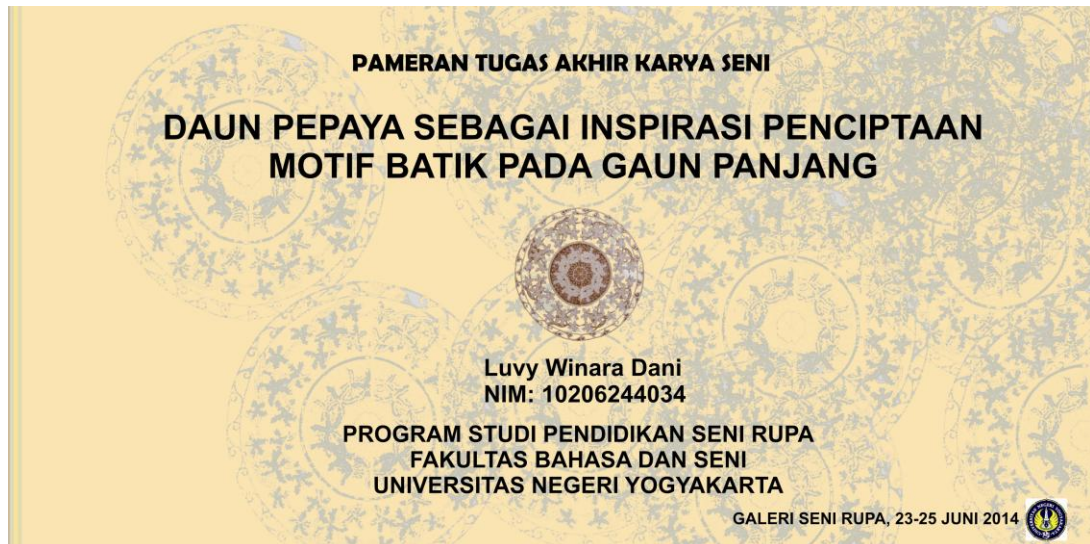 PAMERAN TUGAS AKHIR KARYA SENI
DAUN PEPAYA SEBAGAI INSPIRASI PENCIPTAAN
MOTIF BATIK PADA GAUN PANJANG
Luvy Winara Dani
NIM: 10206244034
PROGRAM STUDI PENDIDIKAN SENI RUPA
FAKULTAS BAHASA DAN SENI
UNIVERSITAS NEGERI YOGYAKARTA
GALERI SENI RUPA, 23-25 JUNI 2014